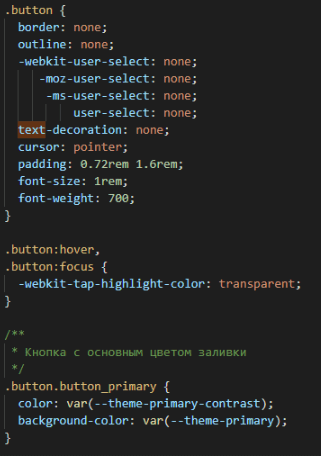 .button {
  border: none;
  outline: none;
  -webkit-user-select: none;
     -moz-user-select: none;
      -ms-user-select: none;
          user-select: none;
  text-decoration: none;
  cursor: pointer;
  padding: 0.72rem 1.6rem;
  font-size: 1rem;
  font-weight: 700;
}

.button:hover,
.button:focus {
  -webkit-tap-highlight-color: transparent;
}

/**
 * Кнопка с основным цветом заливки
 */
.button.button_primary {
  color: var(--theme-primary-contrast);
  background-color: var(--theme-primary);
}